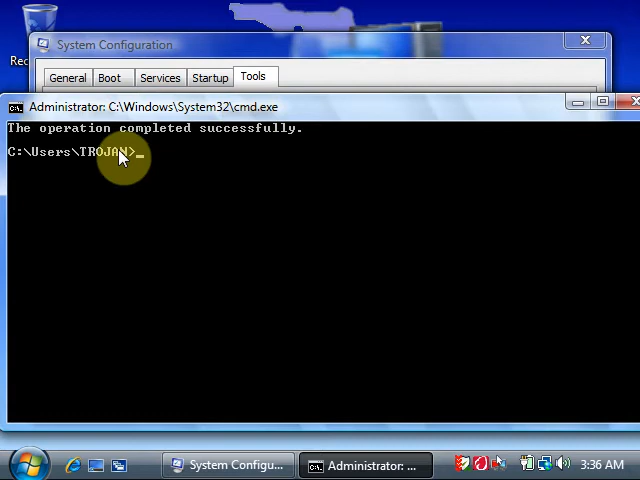 Rec
System Configuration
General Boot Services Startup Tools
Administrator: C:\Windows\System32\cmd.exe
The operation completed successfully.
C:\Users\TROJAN>_
System Configu... Administrator: ... 3:36 AM